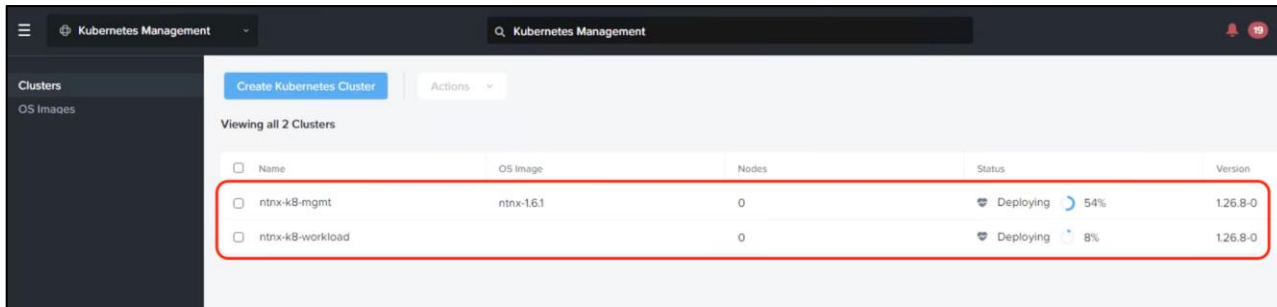 Kubernetes Management
Kubernetes Management
19
Clusters
OS Images
Create Kubernetes Cluster
Actions
Viewing all 2 Clusters
Name OS Image Nodes Status Version
ntnx-k8-mgmt ntnx-1.6.1 0 Deploying 54% 1.26.8-0
ntnx-k8-workload 0 Deploying 8% 1.26.8-0